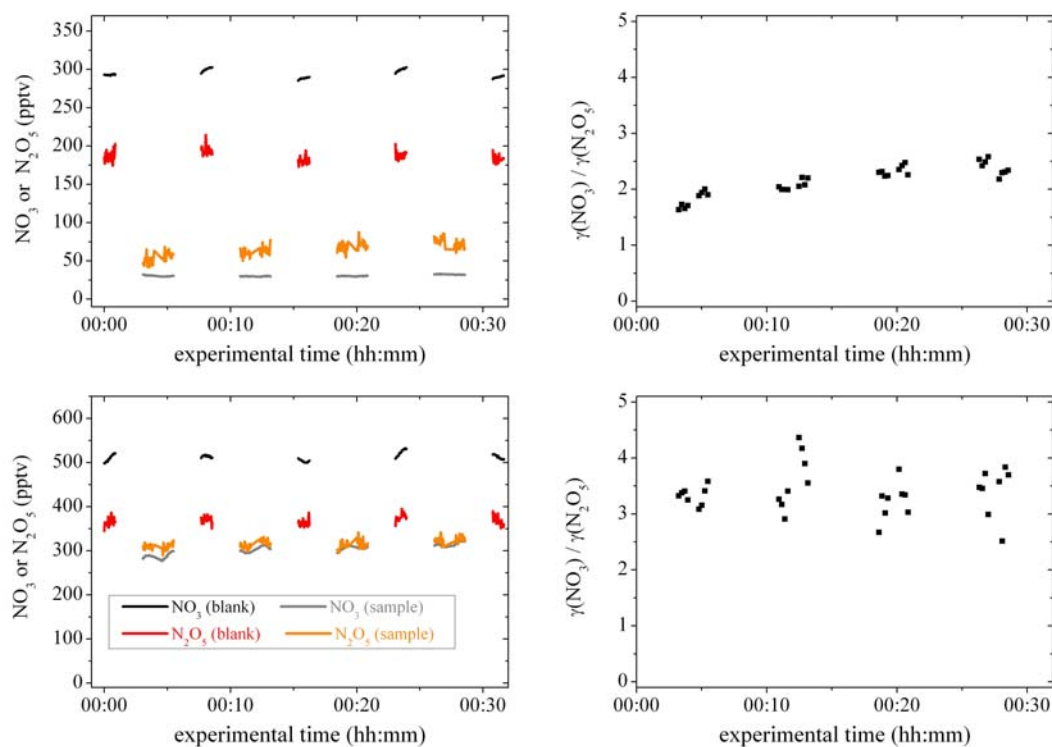 NO₃ or N₂O₅ (pptv)
350
300
250
200
150
100
50
0
00:00 00:10 00:20 00:30
experimental time (hh:mm)
γ(NO₃) / γ(N₂O₅)
5
4
3
2
1
0
00:00 00:10 00:20 00:30
experimental time (hh:mm)
NO₃ or N₂O₅ (pptv)
600
500
400
300
200
100
0
NO₃ (blank) NO₃ (sample)
N₂O₅ (blank) N₂O₅ (sample)
00:00 00:10 00:20 00:30
experimental time (hh:mm)
γ(NO₃) / γ(N₂O₅)
5
4
3
2
1
0
00:00 00:10 00:20 00:30
experimental time (hh:mm)